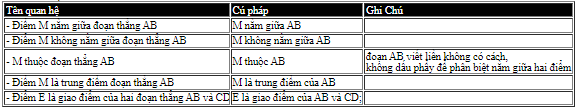 Tên quan hệ Cú pháp Ghi Chú
- Điểm M nằm giữa đoạn thẳng AB M nằm giữa AB
- Điểm M không nằm giữa đoạn thẳng AB M không nằm giữa AB
- M thuộc đoạn thẳng AB M thuộc AB đoạn AB viết liền không có cách,
không dấu phẩy để phân biệt nằm giữa hai điểm
- Điểm M là trung điểm đoạn thẳng AB M là trung điểm của AB
- Điểm E là giao điểm của hai đoạn thẳng AB và CD E là giao điểm của AB và CD;